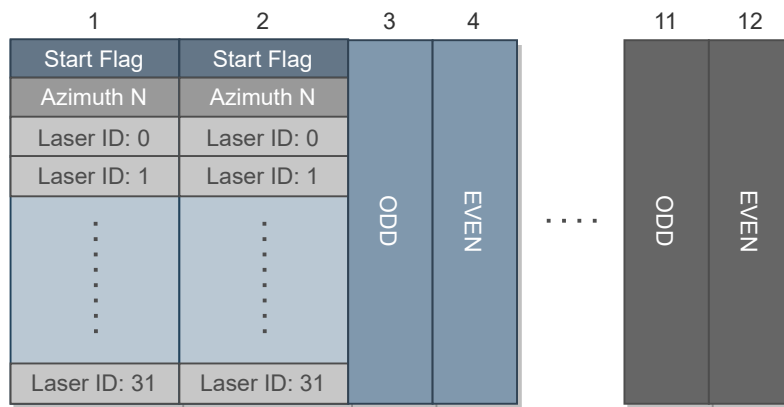 1 2 3 4 11 12
Start Flag Start Flag
Azimuth N Azimuth N
Laser ID: 0 Laser ID: 0
Laser ID: 1 Laser ID: 1
ODD EVEN . . . . ODD EVEN
Laser ID: 31 Laser ID: 31